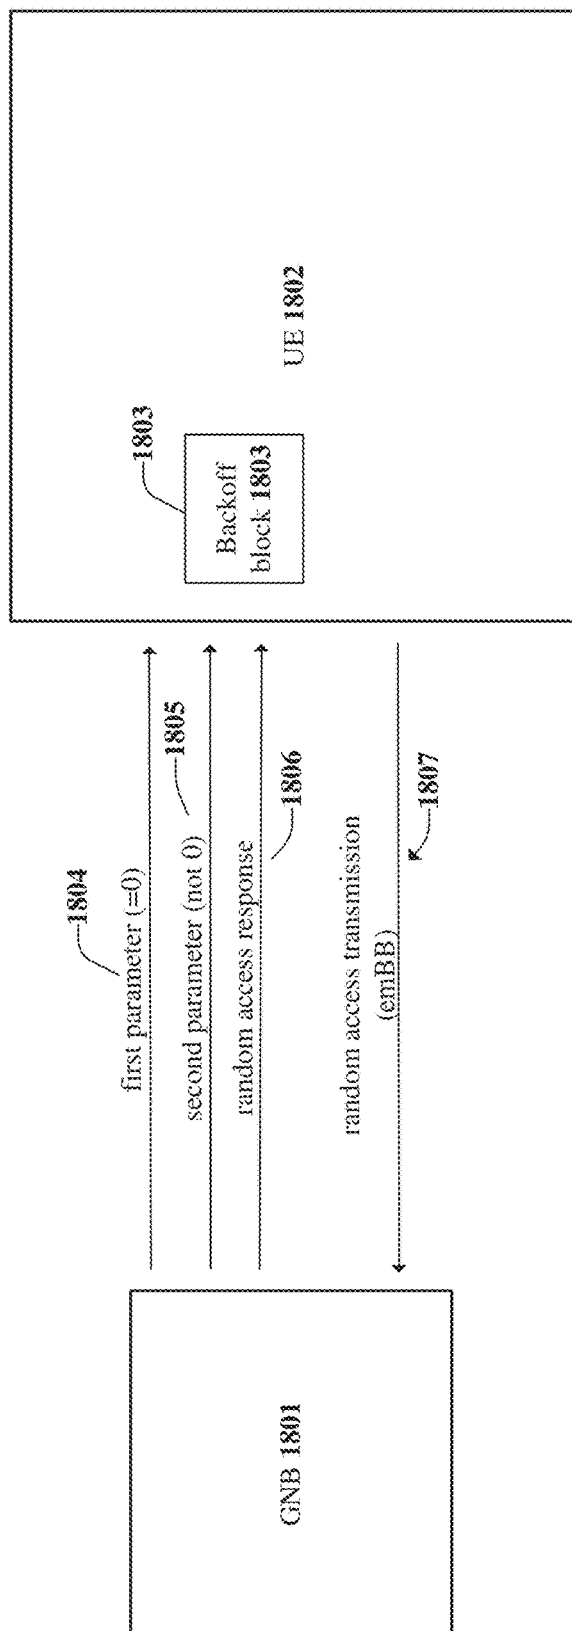 GNB 1801
first parameter (=0)
1804
second parameter (not 0)
1805
random access response
1806
random access transmission
(emBB)
1807
1803
Backoff
block 1803
UE 1802